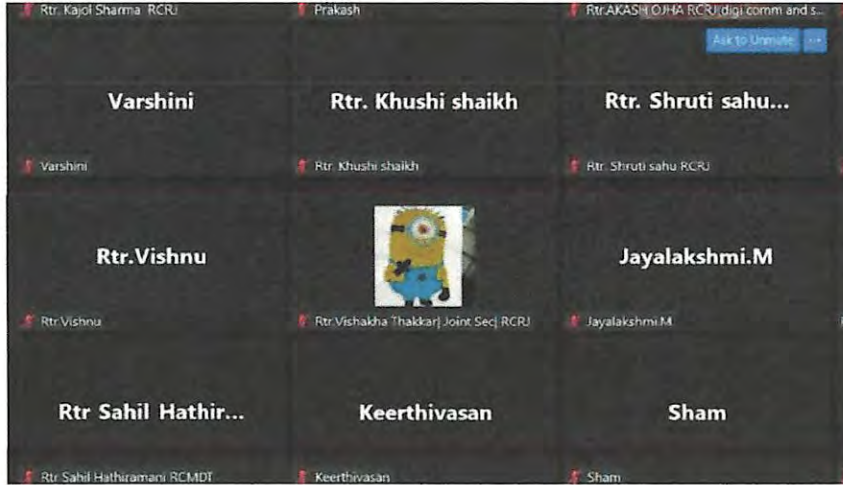 Rtr. Kajol Sharma RCRJ
Prakash
Rtr.AKASH OJHA RCRJ(digi comm and s...
Ask to Unmute ...
Varshini
Rtr. Khushi shaikh
Rtr. Shruti sahu...
Varshini
Rtr. Khushi shaikh
Rtr. Shruti sahu RCRJ
Rtr.Vishnu
Jayalakshmi.M
Rtr.Vishnu
Rtr.Vishakha Thakkar| Joint Sec| RCRJ
Jayalakshmi.M
Rtr Sahil Hathir...
Keerthivasan
Sham
Rtr Sahil Hathiramani RCMDT
Keerthivasan
Sham